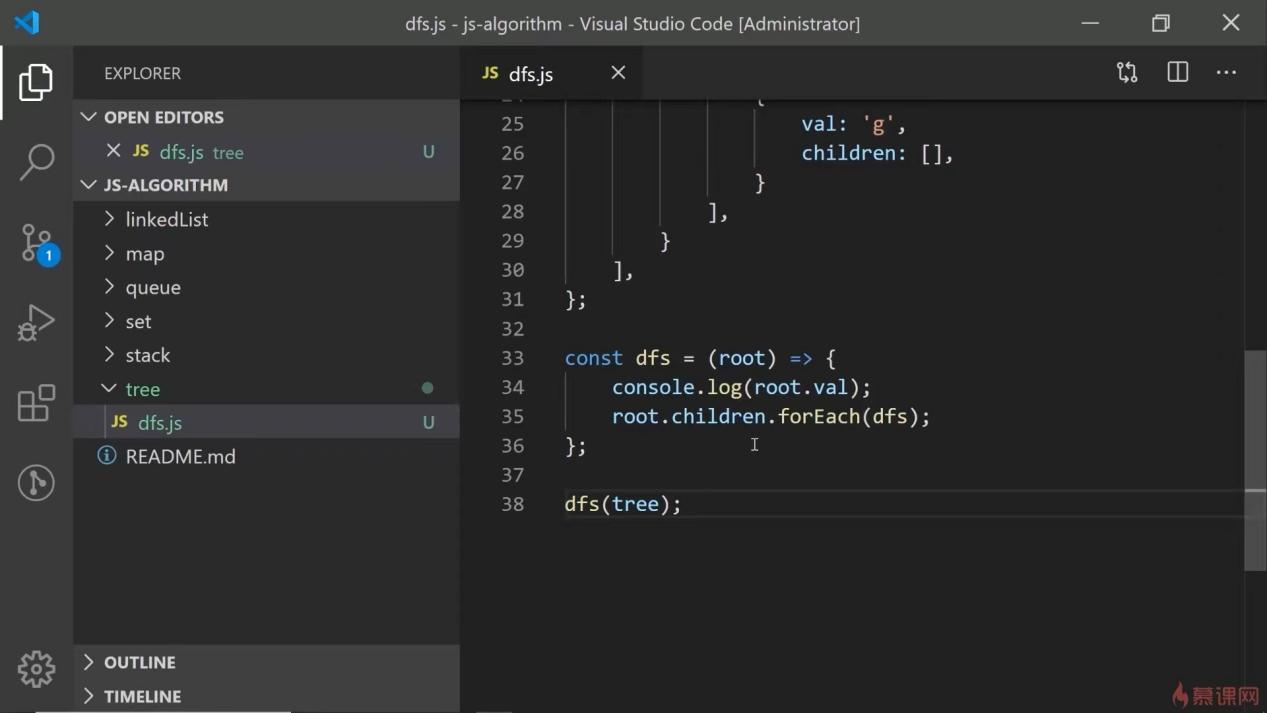 dfs.js - js-algorithm - Visual Studio Code [Administrator]
EXPLORER
OPEN EDITORS
JS dfs.js tree U
JS-ALGORITHM
linkedList
map
queue
set
stack
tree
JS dfs.js U
README.md
OUTLINE
TIMELINE
1
JS dfs.js
25 val: 'g',
26 children: [],
27 }
28 ],
29 }
30 ],
31 };
32
33 const dfs = (root) => {
34 console.log(root.val);
35 root.children.forEach(dfs);
36 };
37
38 dfs(tree);
慕课网